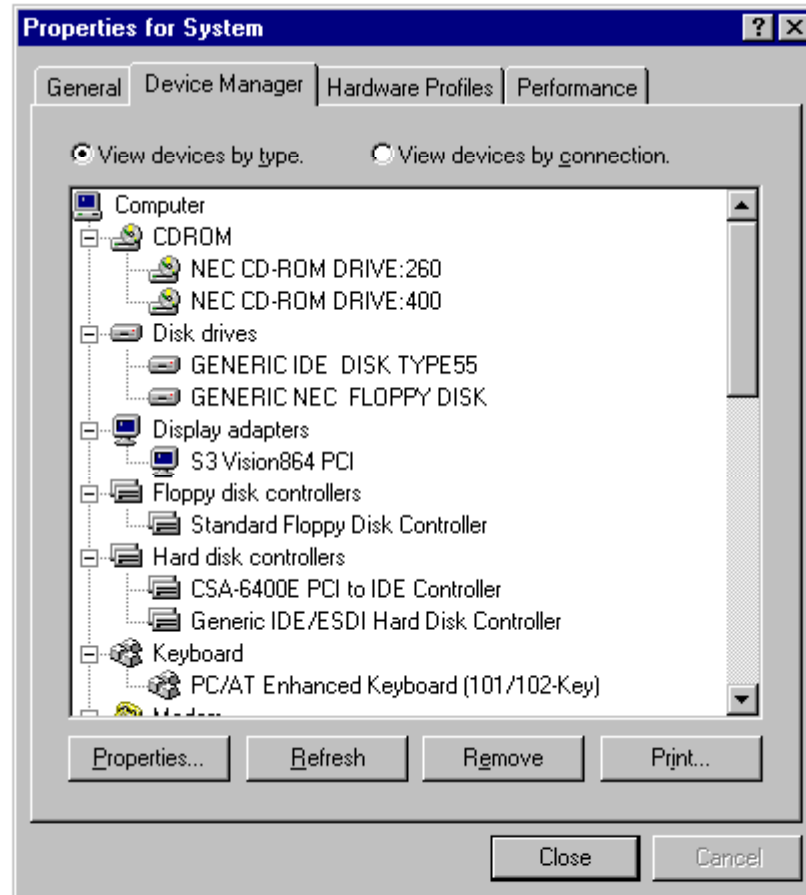 Properties for System
General Device Manager Hardware Profiles Performance
View devices by type. View devices by connection.
Computer
CDROM
NEC CD-ROM DRIVE:260
NEC CD-ROM DRIVE:400
Disk drives
GENERIC IDE DISK TYPE55
GENERIC NEC FLOPPY DISK
Display adapters
S3 Vision864 PCI
Floppy disk controllers
Standard Floppy Disk Controller
Hard disk controllers
CSA-6400E PCI to IDE Controller
Generic IDE/ESDI Hard Disk Controller
Keyboard
PC/AT Enhanced Keyboard (101/102-Key)
Properties... Refresh Remove Print...
Close Cancel